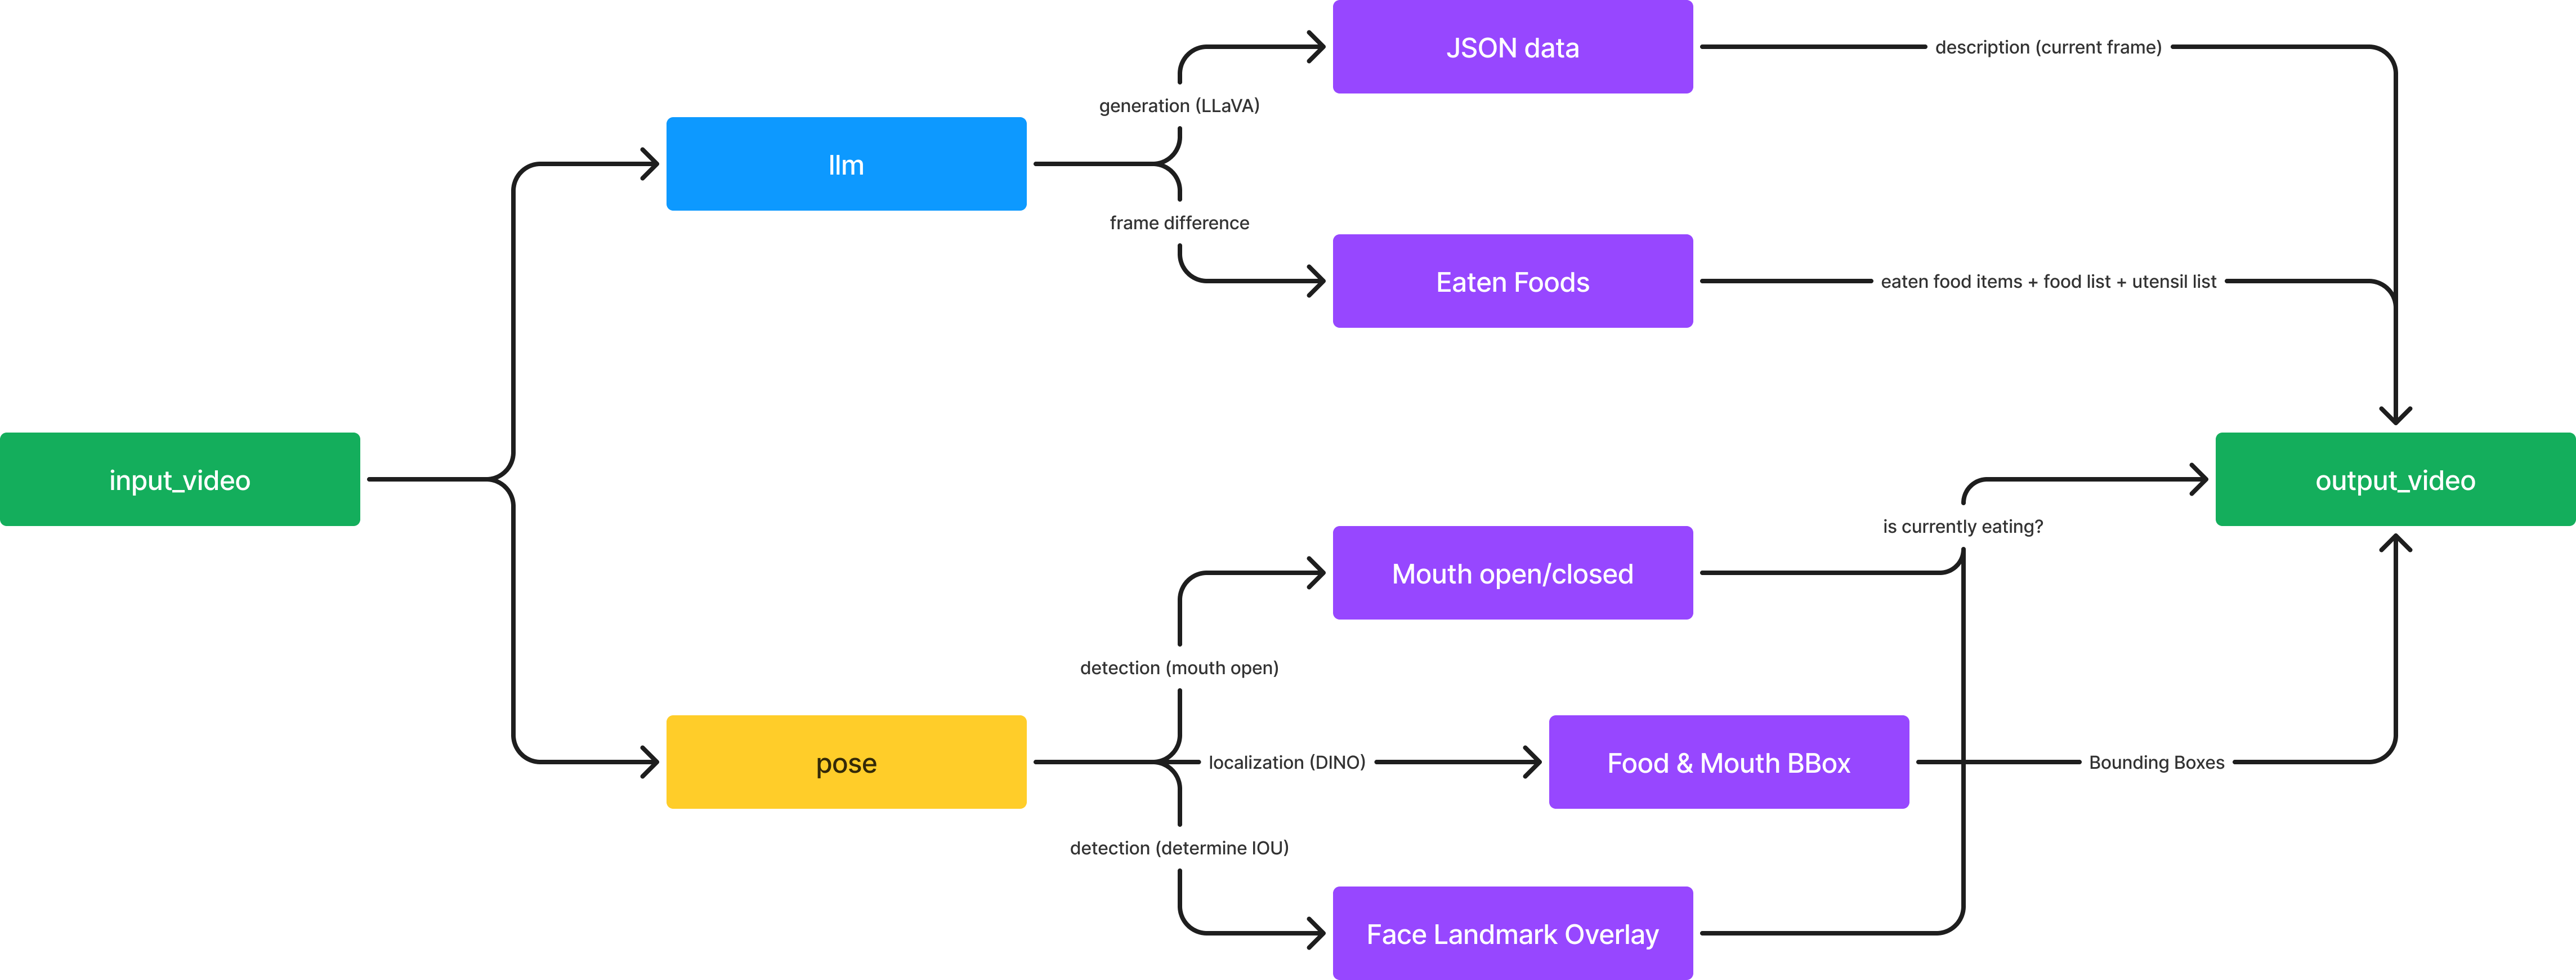 JSON data
description (current frame)
generation (LLaVA)
llm
frame difference
Eaten Foods
eaten food items + food list + utensil list
input_video
output_video
is currently eating?
Mouth open/closed
detection (mouth open)
pose
localization (DINO)
Food & Mouth BBox
Bounding Boxes
detection (determine IOU)
Face Landmark Overlay